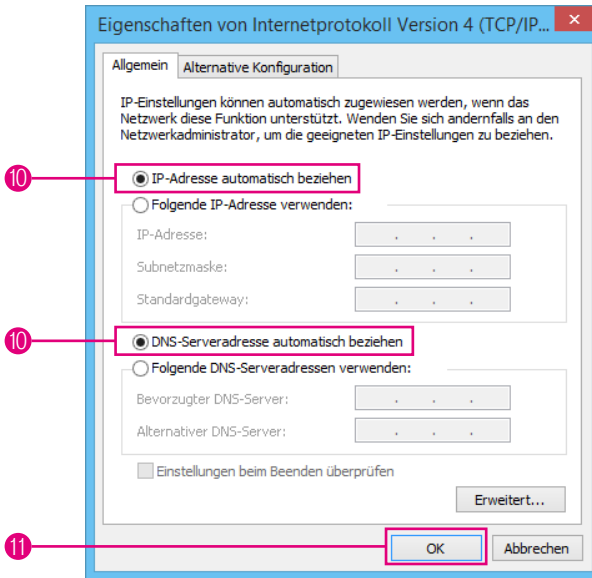 Eigenschaften von Internetprotokoll Version 4 (TCP/IP...
Allgemein
Alternative Konfiguration
IP-Einstellungen können automatisch zugewiesen werden, wenn das
Netzwerk diese Funktion unterstützt. Wenden Sie sich andernfalls an den
Netzwerkadministrator, um die geeigneten IP-Einstellungen zu beziehen.
10 IP-Adresse automatisch beziehen
Folgende IP-Adresse verwenden:
IP-Adresse: . . .
Subnetzmaske: . . .
Standardgateway: . . .
10 DNS-Serveradresse automatisch beziehen
Folgende DNS-Serveradressen verwenden:
Bevorzugter DNS-Server: . . .
Alternativer DNS-Server: . . .
Einstellungen beim Beenden überprüfen
Erweitert...
11 OK Abbrechen